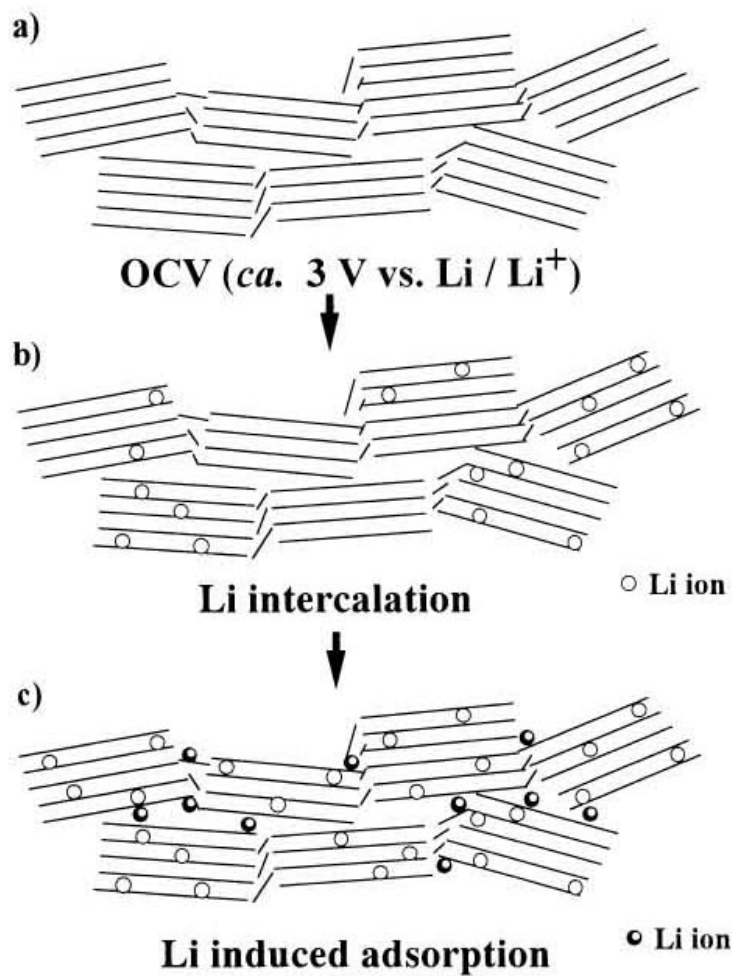 a)
OCV (ca. 3 V vs. Li / Li⁺)
b)
Li ion
Li intercalation
c)
Li ion
Li induced adsorption